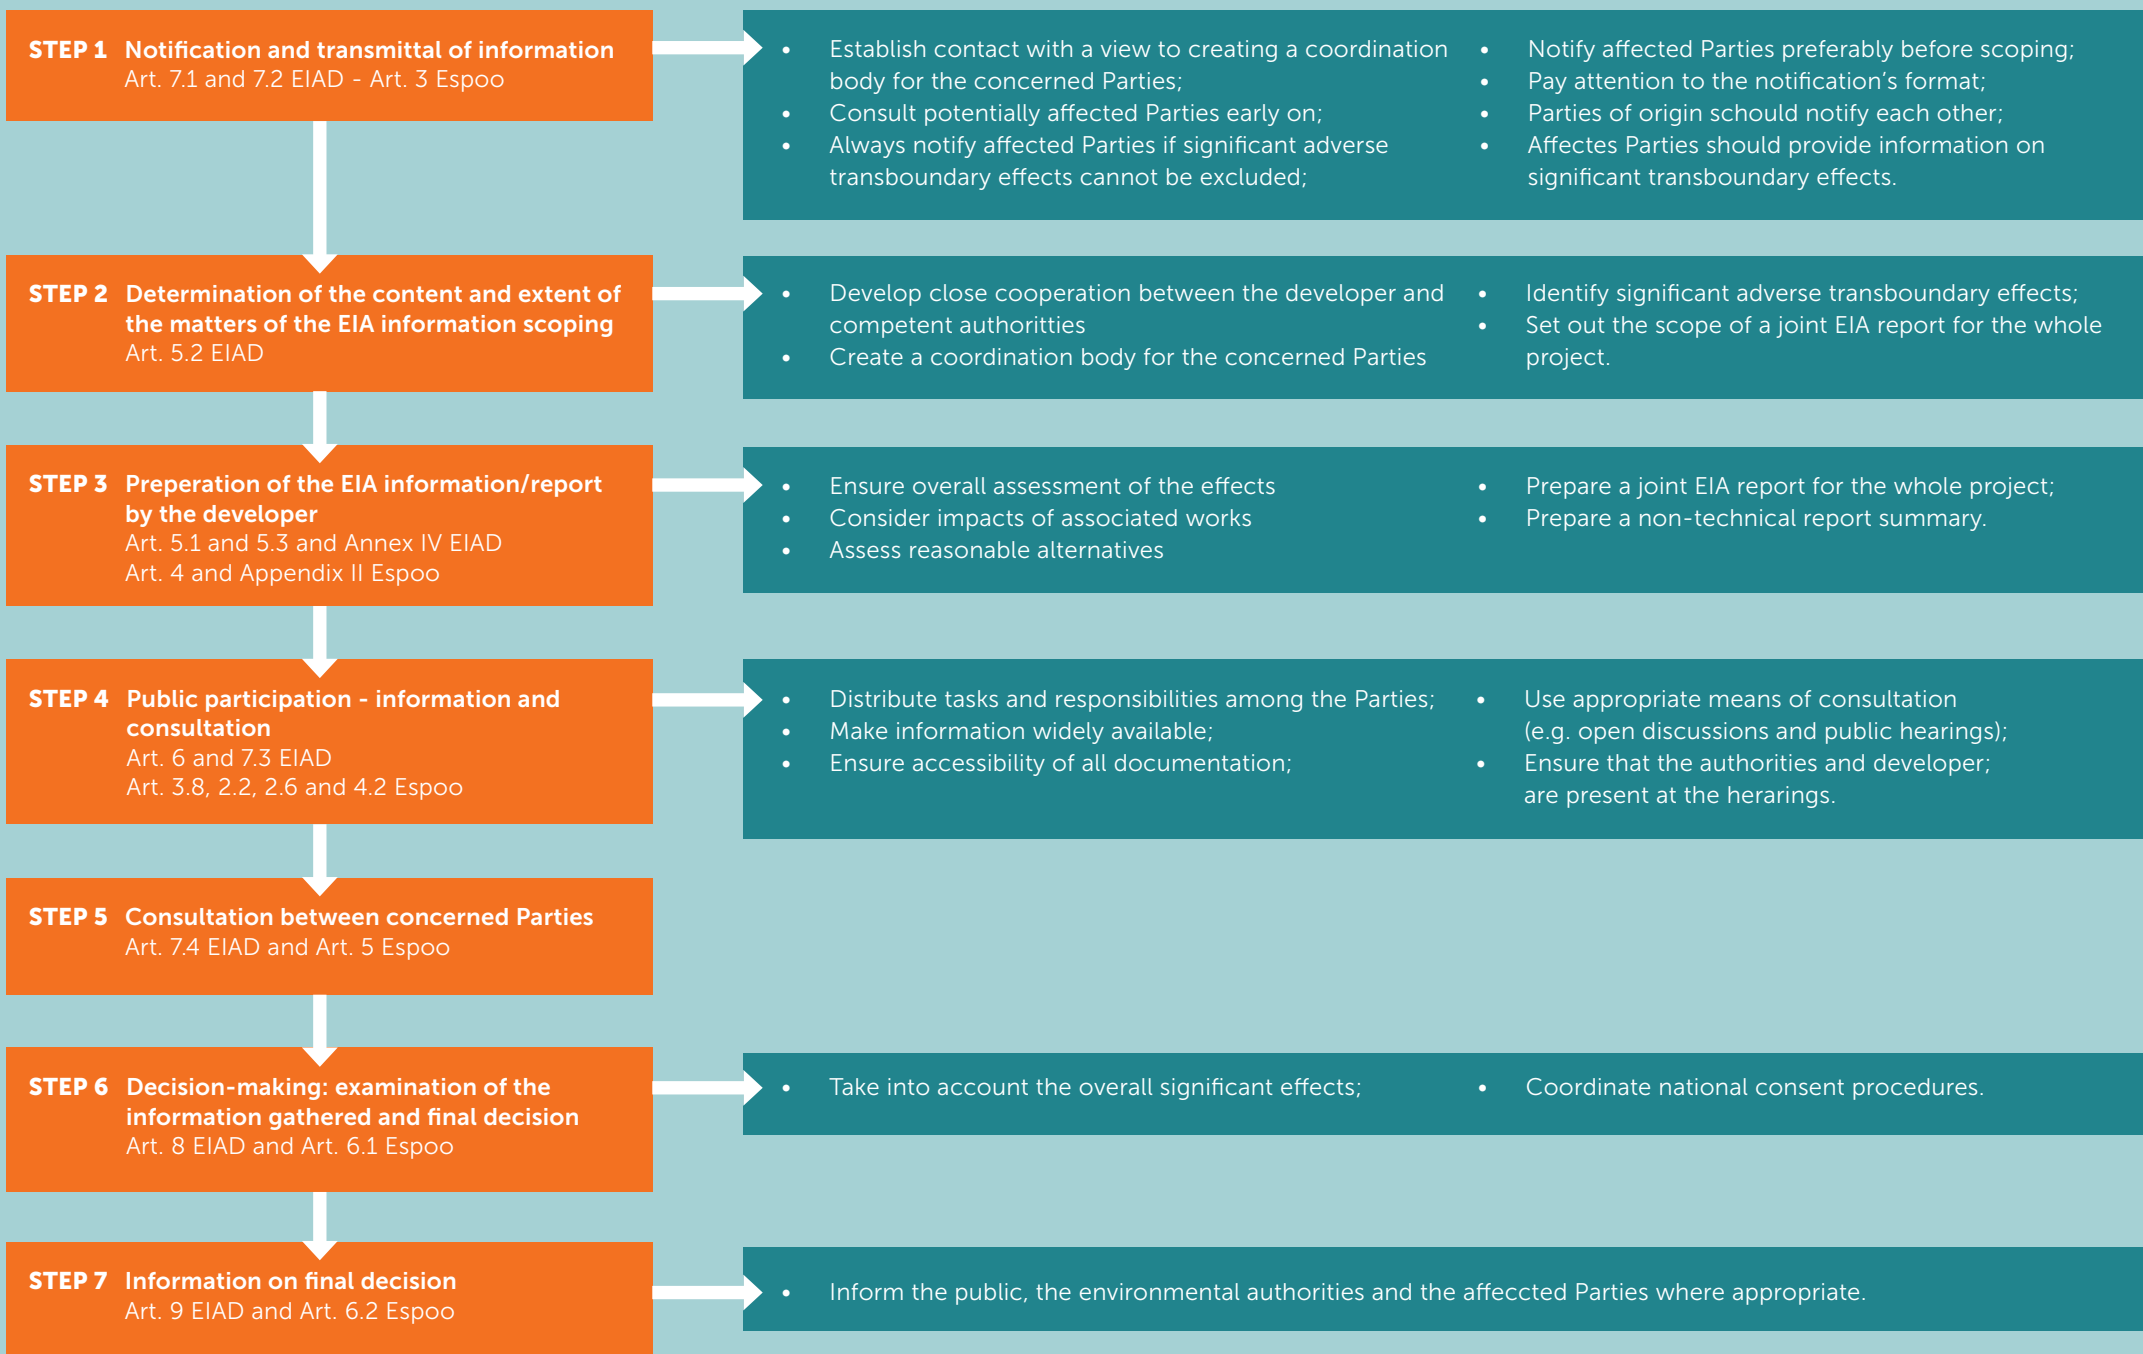 STEP 1 Notification and transmittal of information
Art. 7.1 and 7.2 EIAD - Art. 3 Espoo
• Establish contact with a view to creating a coordination
body for the concerned Parties;
• Consult potentially affected Parties early on;
• Always notify affected Parties if significant adverse
transboundary effects cannot be excluded;
• Notify affected Parties preferably before scoping;
• Pay attention to the notification's format;
• Parties of origin schould notify each other;
• Affectes Parties should provide information on
significant transboundary effects.
STEP 2 Determination of the content and extent of
the matters of the EIA information scoping
Art. 5.2 EIAD
• Develop close cooperation between the developer and
competent authoritties
• Create a coordination body for the concerned Parties
• Identify significant adverse transboundary effects;
• Set out the scope of a joint EIA report for the whole
project.
STEP 3 Preperation of the EIA information/report
by the developer
Art. 5.1 and 5.3 and Annex IV EIAD
Art. 4 and Appendix II Espoo
• Ensure overall assessment of the effects
• Consider impacts of associated works
• Assess reasonable alternatives
• Prepare a joint EIA report for the whole project;
• Prepare a non-technical report summary.
STEP 4 Public participation - information and
consultation
Art. 6 and 7.3 EIAD
Art. 3.8, 2.2, 2.6 and 4.2 Espoo
• Distribute tasks and responsibilities among the Parties;
• Make information widely available;
• Ensure accessibility of all documentation;
• Use appropriate means of consultation
(e.g. open discussions and public hearings);
• Ensure that the authorities and developer;
are present at the herarings.
STEP 5 Consultation between concerned Parties
Art. 7.4 EIAD and Art. 5 Espoo
STEP 6 Decision-making: examination of the
information gathered and final decision
Art. 8 EIAD and Art. 6.1 Espoo
• Take into account the overall significant effects;
• Coordinate national consent procedures.
STEP 7 Information on final decision
Art. 9 EIAD and Art. 6.2 Espoo
• Inform the public, the environmental authorities and the affeccted Parties where appropriate.